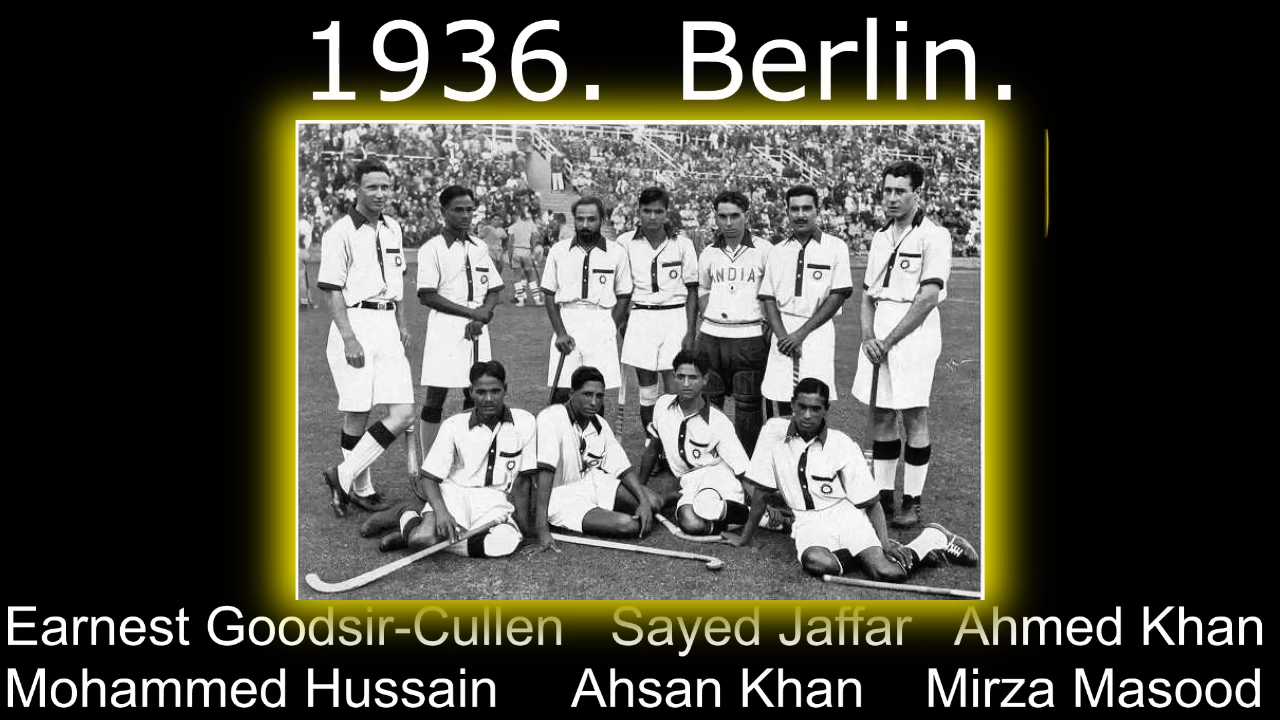 1936. Berlin.
INDIA
Earnest Goodsir-Cullen Sayed Jaffar Ahmed Khan
Mohammed Hussain Ahsan Khan Mirza Masood